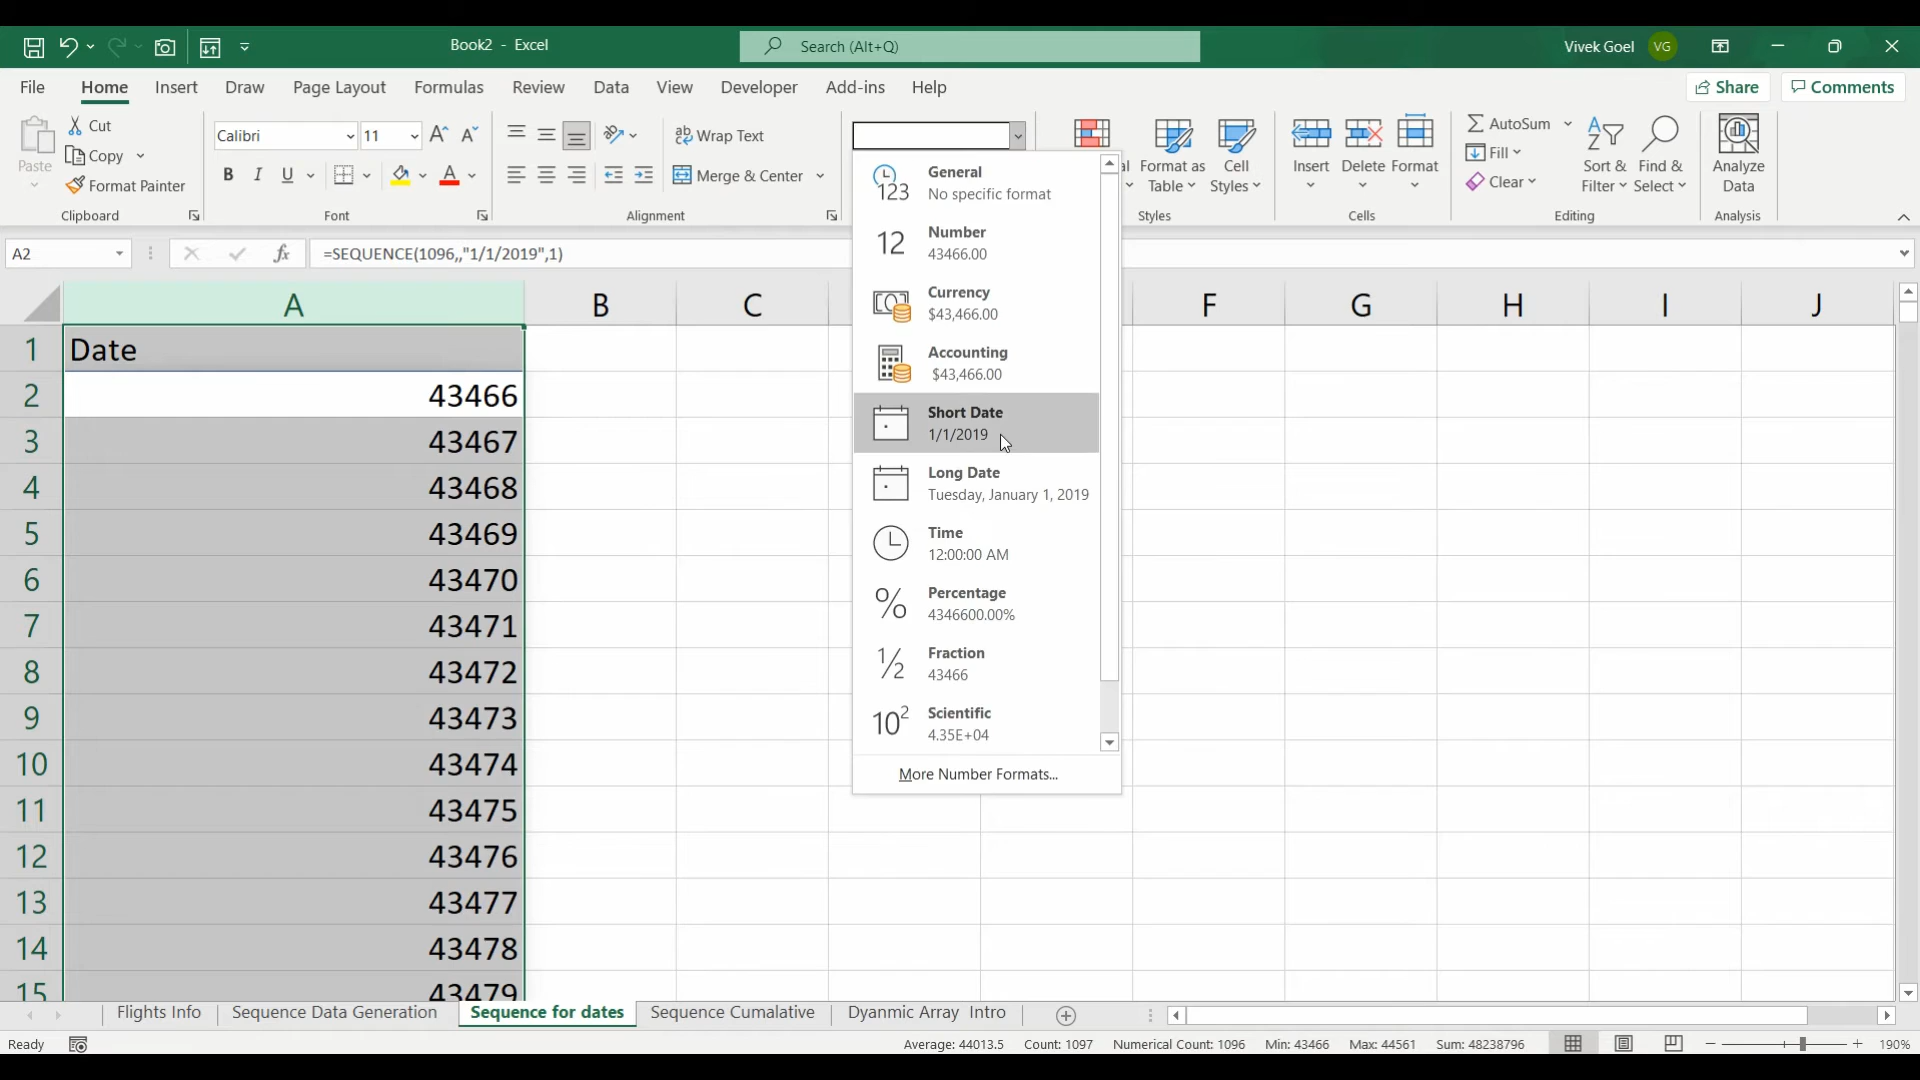 Book2 - Excel
Search (Alt+Q)
Vivek Goel VG
File Home Insert Draw Page Layout Formulas Review Data View Developer Add-ins Help
Share Comments
Paste
Cut
Copy
Format Painter
Clipboard
Calibri 11
B I U
Font
Wrap Text
Merge & Center
Alignment
Format as Table
Cell Styles
Styles
Insert Delete Format
Cells
AutoSum
Fill
Clear
Sort & Filter
Find & Select
Editing
Analyze Data
Analysis
A2
fx
=SEQUENCE(1096,,"1/1/2019",1)
A B C F G H I J
1 Date
2 43466
3 43467
4 43468
5 43469
6 43470
7 43471
8 43472
9 43473
10 43474
11 43475
12 43476
13 43477
14 43478
15 43479
123 General
No specific format
12 Number
43466.00
Currency
$43,466.00
Accounting
$43,466.00
Short Date
1/1/2019
Long Date
Tuesday, January 1, 2019
Time
12:00:00 AM
% Percentage
4346600.00%
1/2 Fraction
43466
10² Scientific
4.35E+04
More Number Formats...
Flights Info Sequence Data Generation Sequence for dates Sequence Cumalative Dyanmic Array Intro
Ready
Average: 44013.5 Count: 1097 Numerical Count: 1096 Min: 43466 Max: 44561 Sum: 48238796
190%